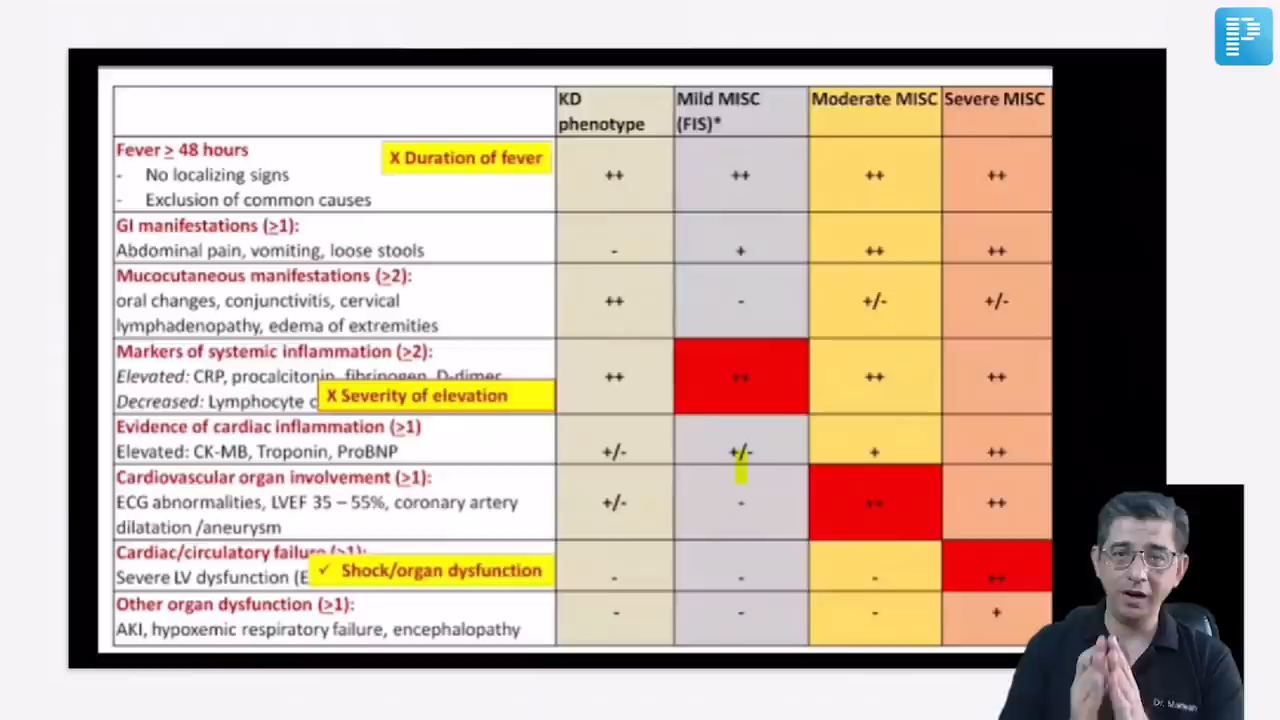 KD
phenotype
Mild MISC
(FIS)*
Moderate MISC
Severe MISC
Fever ≥ 48 hours
X Duration of fever
- No localizing signs
- Exclusion of common causes
++ ++ ++ ++
GI manifestations (≥1):
Abdominal pain, vomiting, loose stools
- + ++ ++
Mucocutaneous manifestations (≥2):
oral changes, conjunctivitis, cervical
lymphadenopathy, edema of extremities
++ - +/- +/-
Markers of systemic inflammation (≥2):
Elevated: CRP, procalcitonin, fibrinogen, D-dimer
Decreased: Lymphocyte
X Severity of elevation
++ ++ ++ ++
Evidence of cardiac inflammation (≥1)
Elevated: CK-MB, Troponin, ProBNP
+/- +/- + ++
Cardiovascular organ involvement (≥1):
ECG abnormalities, LVEF 35 – 55%, coronary artery
dilatation /aneurysm
+/- - ++ ++
Cardiac/circulatory failure (≥1):
Severe LV dysfunction
✓ Shock/organ dysfunction
- - - ++
Other organ dysfunction (≥1):
AKI, hypoxemic respiratory failure, encephalopathy
- - - +
P
Dr.